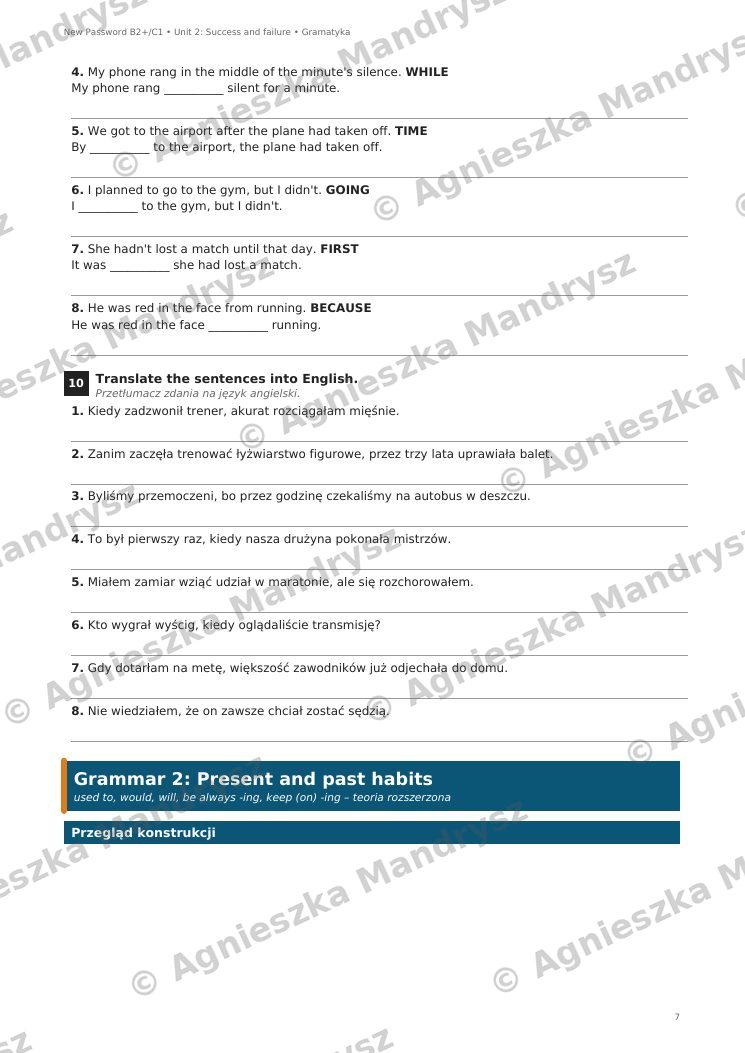 New Password B2+/C1 • Unit 2: Success and failure • Gramatyka
4. My phone rang in the middle of the minute's silence. WHILE
My phone rang __________ silent for a minute.
5. We got to the airport after the plane had taken off. TIME
By __________ to the airport, the plane had taken off.
6. I planned to go to the gym, but I didn't. GOING
I __________ to the gym, but I didn't.
7. She hadn't lost a match until that day. FIRST
It was __________ she had lost a match.
8. He was red in the face from running. BECAUSE
He was red in the face __________ running.
10 Translate the sentences into English.
Przetłumacz zdania na język angielski.
1. Kiedy zadzwonił trener, akurat rozciągałam mięśnie.
2. Zanim zaczęła trenować łyżwiarstwo figurowe, przez trzy lata uprawiała balet.
3. Byliśmy przemoczeni, bo przez godzinę czekaliśmy na autobus w deszczu.
4. To był pierwszy raz, kiedy nasza drużyna pokonała mistrzów.
5. Miałem zamiar wziąć udział w maratonie, ale się rozchorowałem.
6. Kto wygrał wyścig, kiedy oglądaliście transmisję?
7. Gdy dotarłam na metę, większość zawodników już odjechała do domu.
8. Nie wiedziałem, że on zawsze chciał zostać sędzią.
Grammar 2: Present and past habits
used to, would, will, be always -ing, keep (on) -ing – teoria rozszerzona
Przegląd konstrukcji
7
© Agnieszka Mandrysz